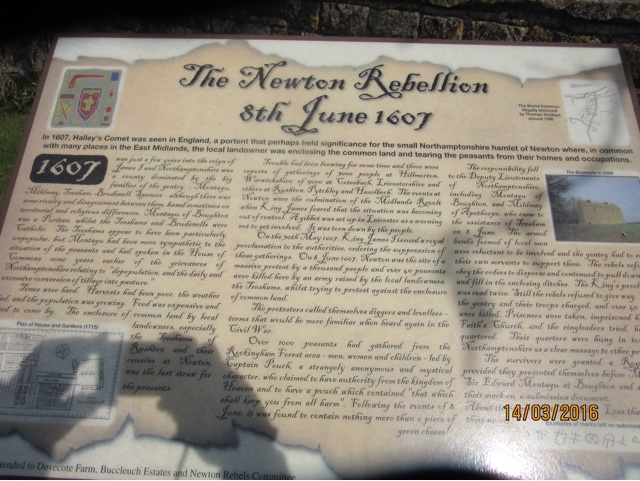 The Newton Rebellion
8th June 1607
In 1607, Halley's Comet was seen in England, a portent that perhaps held significance for the small Northamptonshire hamlet of Newton where, in common
with many places in the East Midlands, the local landowner was enclosing the common land and tearing the peasants from their homes and occupations.
1607
was just a few years into the reign of
James I and Northamptonshire was
a county dominated by the
families of the gentry - Montagu,
Mildmay, Tresham, Brudenell, Spencer - although there was
some rivalry and disagreement between them, based sometimes on
territorial and religious differences. Montagu of Boughton
was a Puritan whilst the Treshams and Brudenells were
Catholic. The Treshams appear to have been particularly
unpopular, but Montagu had been more sympathetic to the
situation of the peasants and had spoken in the House of
Commons some years earlier of the grievances of
Northamptonshire relating to "depopulation, and the daily and
excessive conversion of tillage into pasture."
Times were hard. Harvests had been poor, the weather
and the population was growing. Food was expensive and
to come by. The enclosure of common land by local
landowners, especially
the Treshams of
Rushton and their
cousins at Newton
was the last straw for
the peasants.
Plan of House and Gardens (1715)
Trouble had been brewing for some time and there were
reports of gatherings of 3000 people at Hillmorton,
Warwickshire, of 5000 at Cotesbach, Leicestershire and
others at Rushton, Pytchley and Haselbech. The events at
Newton were the culmination of the Midlands Revolt
when King James feared that the situation was becoming
out of control. A gibbet was set up in Leicester as a warning
not to get involved. It was torn down by the people.
On the 30th May 1607, King James I issued a royal
proclamation to the authorities, ordering the suppression of
these gatherings. On 8 June 1607, Newton was the site of a
massive protest by a thousand people and over 40 peasants
were killed here by an army raised by the local landowners,
the Treshams, whilst trying to protest against the enclosure
of common land.
The protesters called themselves diggers and levellers -
terms that would be more familiar when heard again in the
Civil War.
Over 1000 peasants had gathered from the
Rockingham Forest area - men, women and children - led by
Captain Pouch, a strangely anonymous and mystical
character, who claimed to have authority from the kingdom of
Heaven and to have a pouch which contained "that which
shall keep you from all harm". Following the events of 8
June, it was found to contain nothing more than a piece of
green cheese!
The Brand Common
illegally enclosed
by Thomas Tresham
around 1590
The Dovecote in 2008
The responsibility fell
to the Deputy Lieutenants
Northamptonshire,
including Montagu of
Boughton, and Mildmay
of Apethorpe, who came to
the assistance of Tresham
on 8 June. The armed
bands formed of local men
were reluctant to be involved and the gentry had to
their own servants to support them. The rebels
obey the orders to disperse and continued to pull down
and fill in the enclosing ditches. The King's
was read twice. Still the rebels refused to give way
the gentry and their troops charged, and over
were killed. Prisoners were taken, imprisoned
Faith's Church, and the ringleaders tried,
quartered. Their quarters were hung in
Northamptonshire as a clear message to other
The survivors were granted a
provided they presented themselves before
Sir Edward Montagu at Boughton and
their mark on a submission document.
14/03/2016
Dovecote Farm, Buccleuch Estates and Newton Rebels Committee